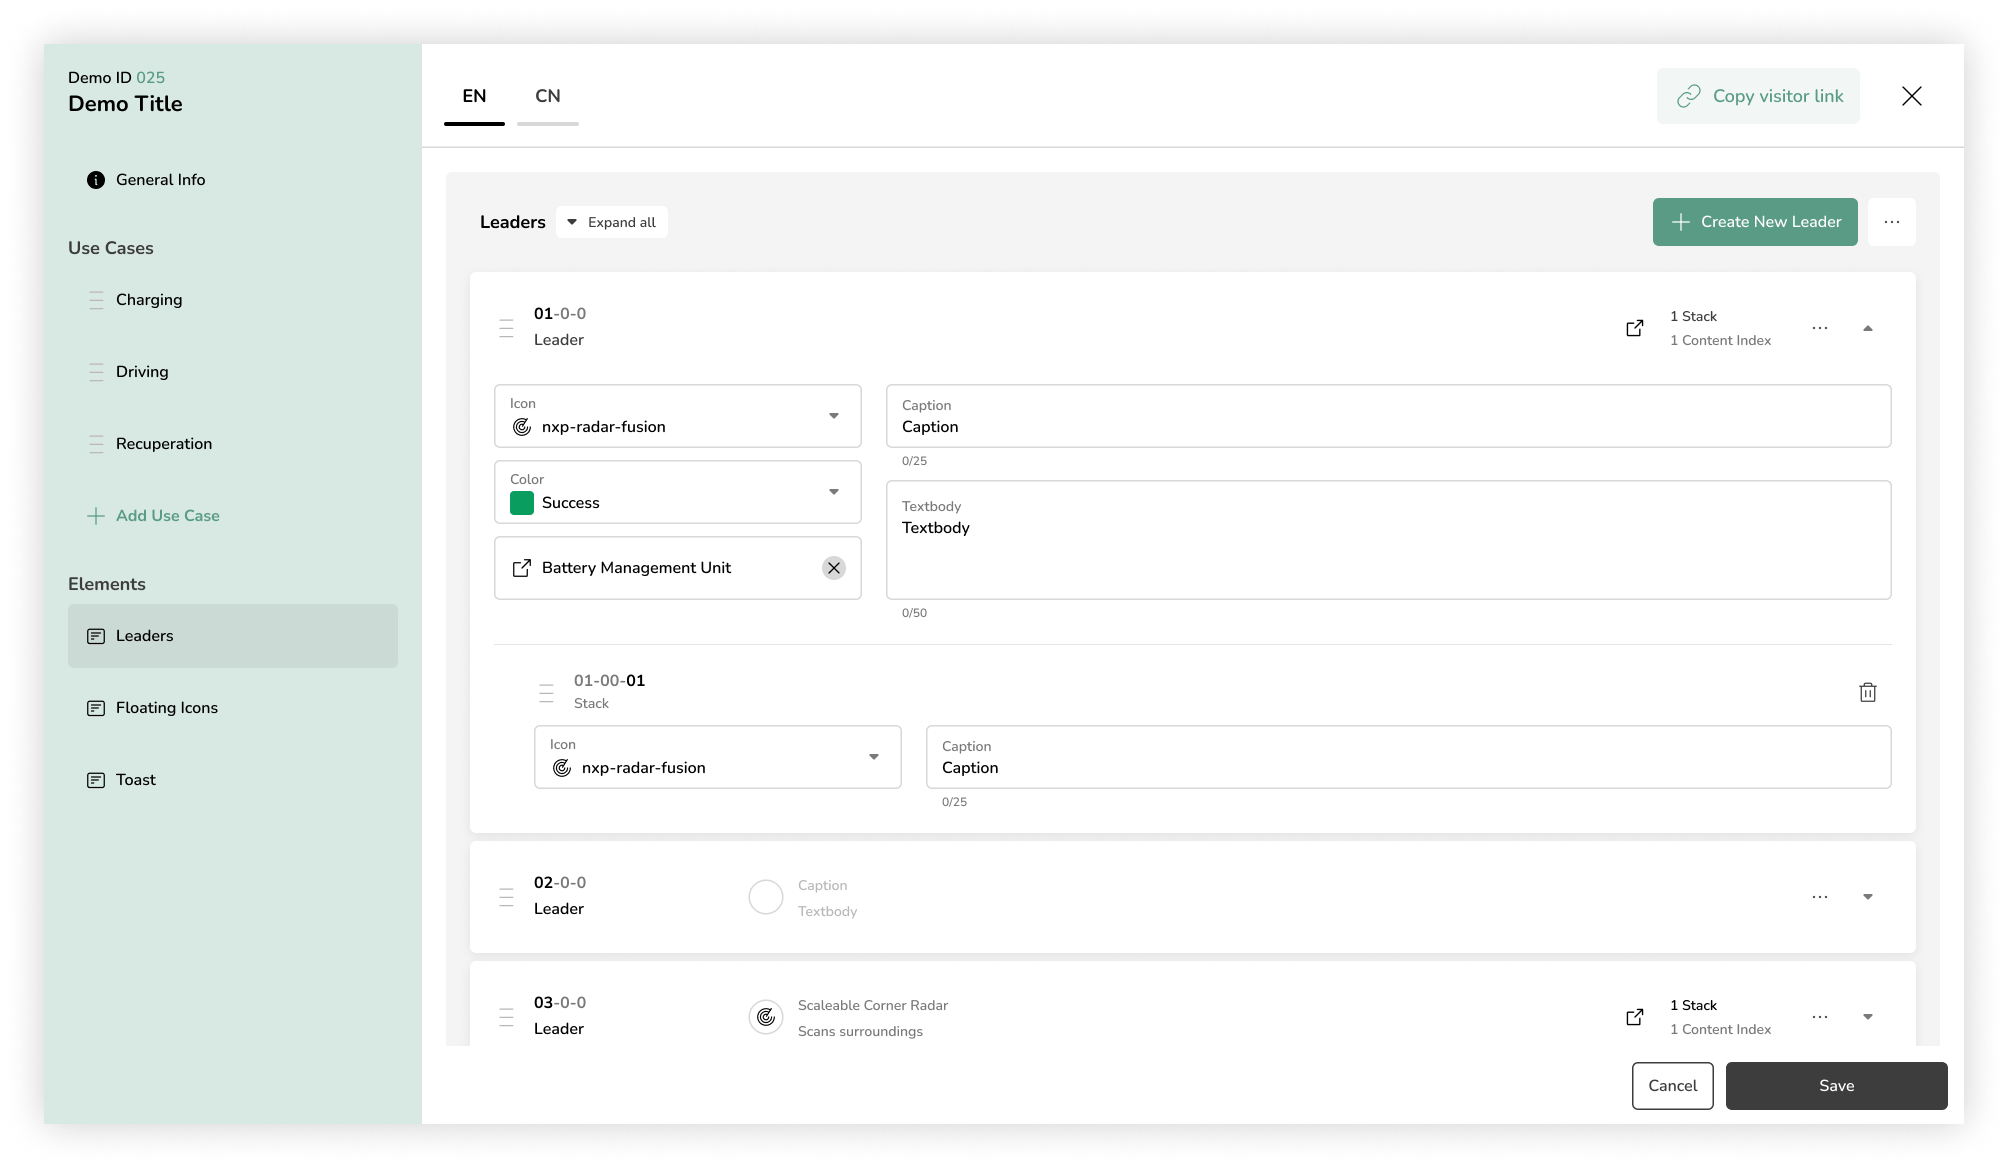 Demo ID 025
Demo Title
General Info
Use Cases
Charging
Driving
Recuperation
Add Use Case
Elements
Leaders
Floating Icons
Toast
EN
CN
Copy visitor link
Leaders
Expand all
Create New Leader
01-0-0
Leader
1 Stack
1 Content Index
Icon
nxp-radar-fusion
Color
Success
Battery Management Unit
Caption
Caption
0/25
Textbody
Textbody
0/50
01-00-01
Stack
Icon
nxp-radar-fusion
Caption
Caption
0/25
02-0-0
Leader
Caption
Textbody
03-0-0
Leader
Scaleable Corner Radar
Scans surroundings
1 Stack
1 Content Index
Cancel
Save